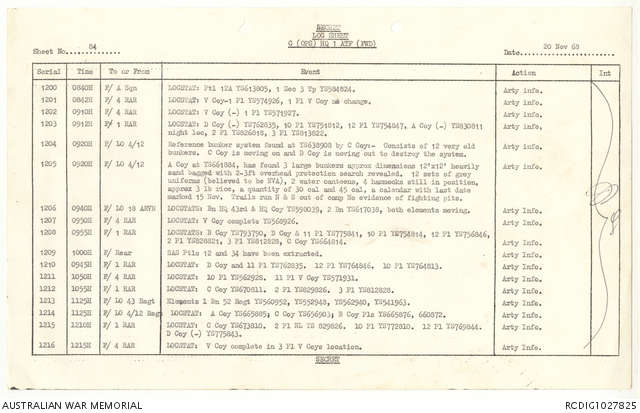 SECRET
LOG SHEET
C (OPS) HQ 1 ATF (FWD)
Sheet No. 84
Date 20 Nov 68
Serial Time To or From Event Action Int
1200 0840H F/ A Sqn LOCSTAT: Ptl 12A YS613805, 1 Sec 3 Tp YS584824. Arty Info.
1201 0842H F/ 4 RAR LOCSTAT: V Coy-1 Pl YS574926, 1 Pl V Coy no change. Arty Info.
1202 0910H F/ 4 RAR LOCSTAT: V Coy (-) 1 Pl YS571927. Arty Info.
1203 0912H F/ 1 RAR LOCSTAT: D Coy (-) YS762835, 10 Pl YS751812, 12 Pl YS754847, A Coy (-) YS830811 Arty Info.
night loc, 2 Pl YS826818, 3 Pl YS813822.
1204 0920H F/ LO 4/12 Reference bunker system found at YS638908 by C Coy:- Consists of 12 very old Arty Info.
bunkers. C Coy is moving on and D Coy is moving out to destroy the system.
1205 0920H F/ LO 4/12 A Coy at YS661884, has found 3 large bunkers approx dimensions 12'x12' heavily Arty Info.
sand bagged with 2-3ft overhead protection search revealed. 12 sets of grey
uniforms (believed to be NVA), 2 water canteens, 4 hammocks still in position,
approx 3 lb rice, a quantity of 30 cal and 45 cal, a calendar with last date
marked 15 Nov. Trails run N & S out of camp No evidence of fighting pits.
1206 0940H F/ LO 18 ARVN LOCSTATS: Bn HQ 43rd & HQ Coy YS590039, 2 Bn YS617038, both elements moving. Arty Info.
1207 0950H F/ 4 RAR LOCSTAT: V Coy complete YS568926. Arty Info.
1208 0955H F/ 1 RAR LOCSTAT: D Coy YS793790, D Coy & 11 Pl YS775841, 10 Pl YS754814, 12 Pl YS756846, Arty Info.
2 Pl YS828821, 3 Pl YS812828, C Coy YS664814.
1209 1000H F/ Rear SAS Ptls 12 and 34 have been extracted. Arty Info.
1210 0945H F/ 1 RAR LOCSTAT: D Coy and 11 Pl YS762835. 12 Pl YS764846, 10 Pl YS764813. Arty Info.
1211 1050H F/ 4 RAR LOCSTAT: 10 Pl YS562928. 11 Pl V Coy YS571931. Arty Info.
1212 1055H F/ 1 RAR LOCSTAT: C Coy YS670811. 2 Pl YS829826. 3 Pl YS812828. Arty Info.
1213 1125H F/ LO 43 Regt Elements 1 Bn 52 Regt YS560952, YS552948, YS562940, YS541963. Arty Info.
1214 1125H F/ LO 4/12 Regt LOCSTAT: A Coy YS665885; C Coy YS656903; B Coy Pls YS665876, 660872. Arty Info.
1215 1210H F/ 1 RAR LOCSTAT: C Coy YS673810. 2 Pl NL YS 829826. 10 Pl YS772810. 12 Pl YS769844. Arty Info.
D Coy (-) YS775843.
1216 1215H F/ 4 RAR LOCSTAT: V Coy complete in 3 Pl V Coys location. Arty Info.
SECRET
AUSTRALIAN WAR MEMORIAL
RCDIG1027825